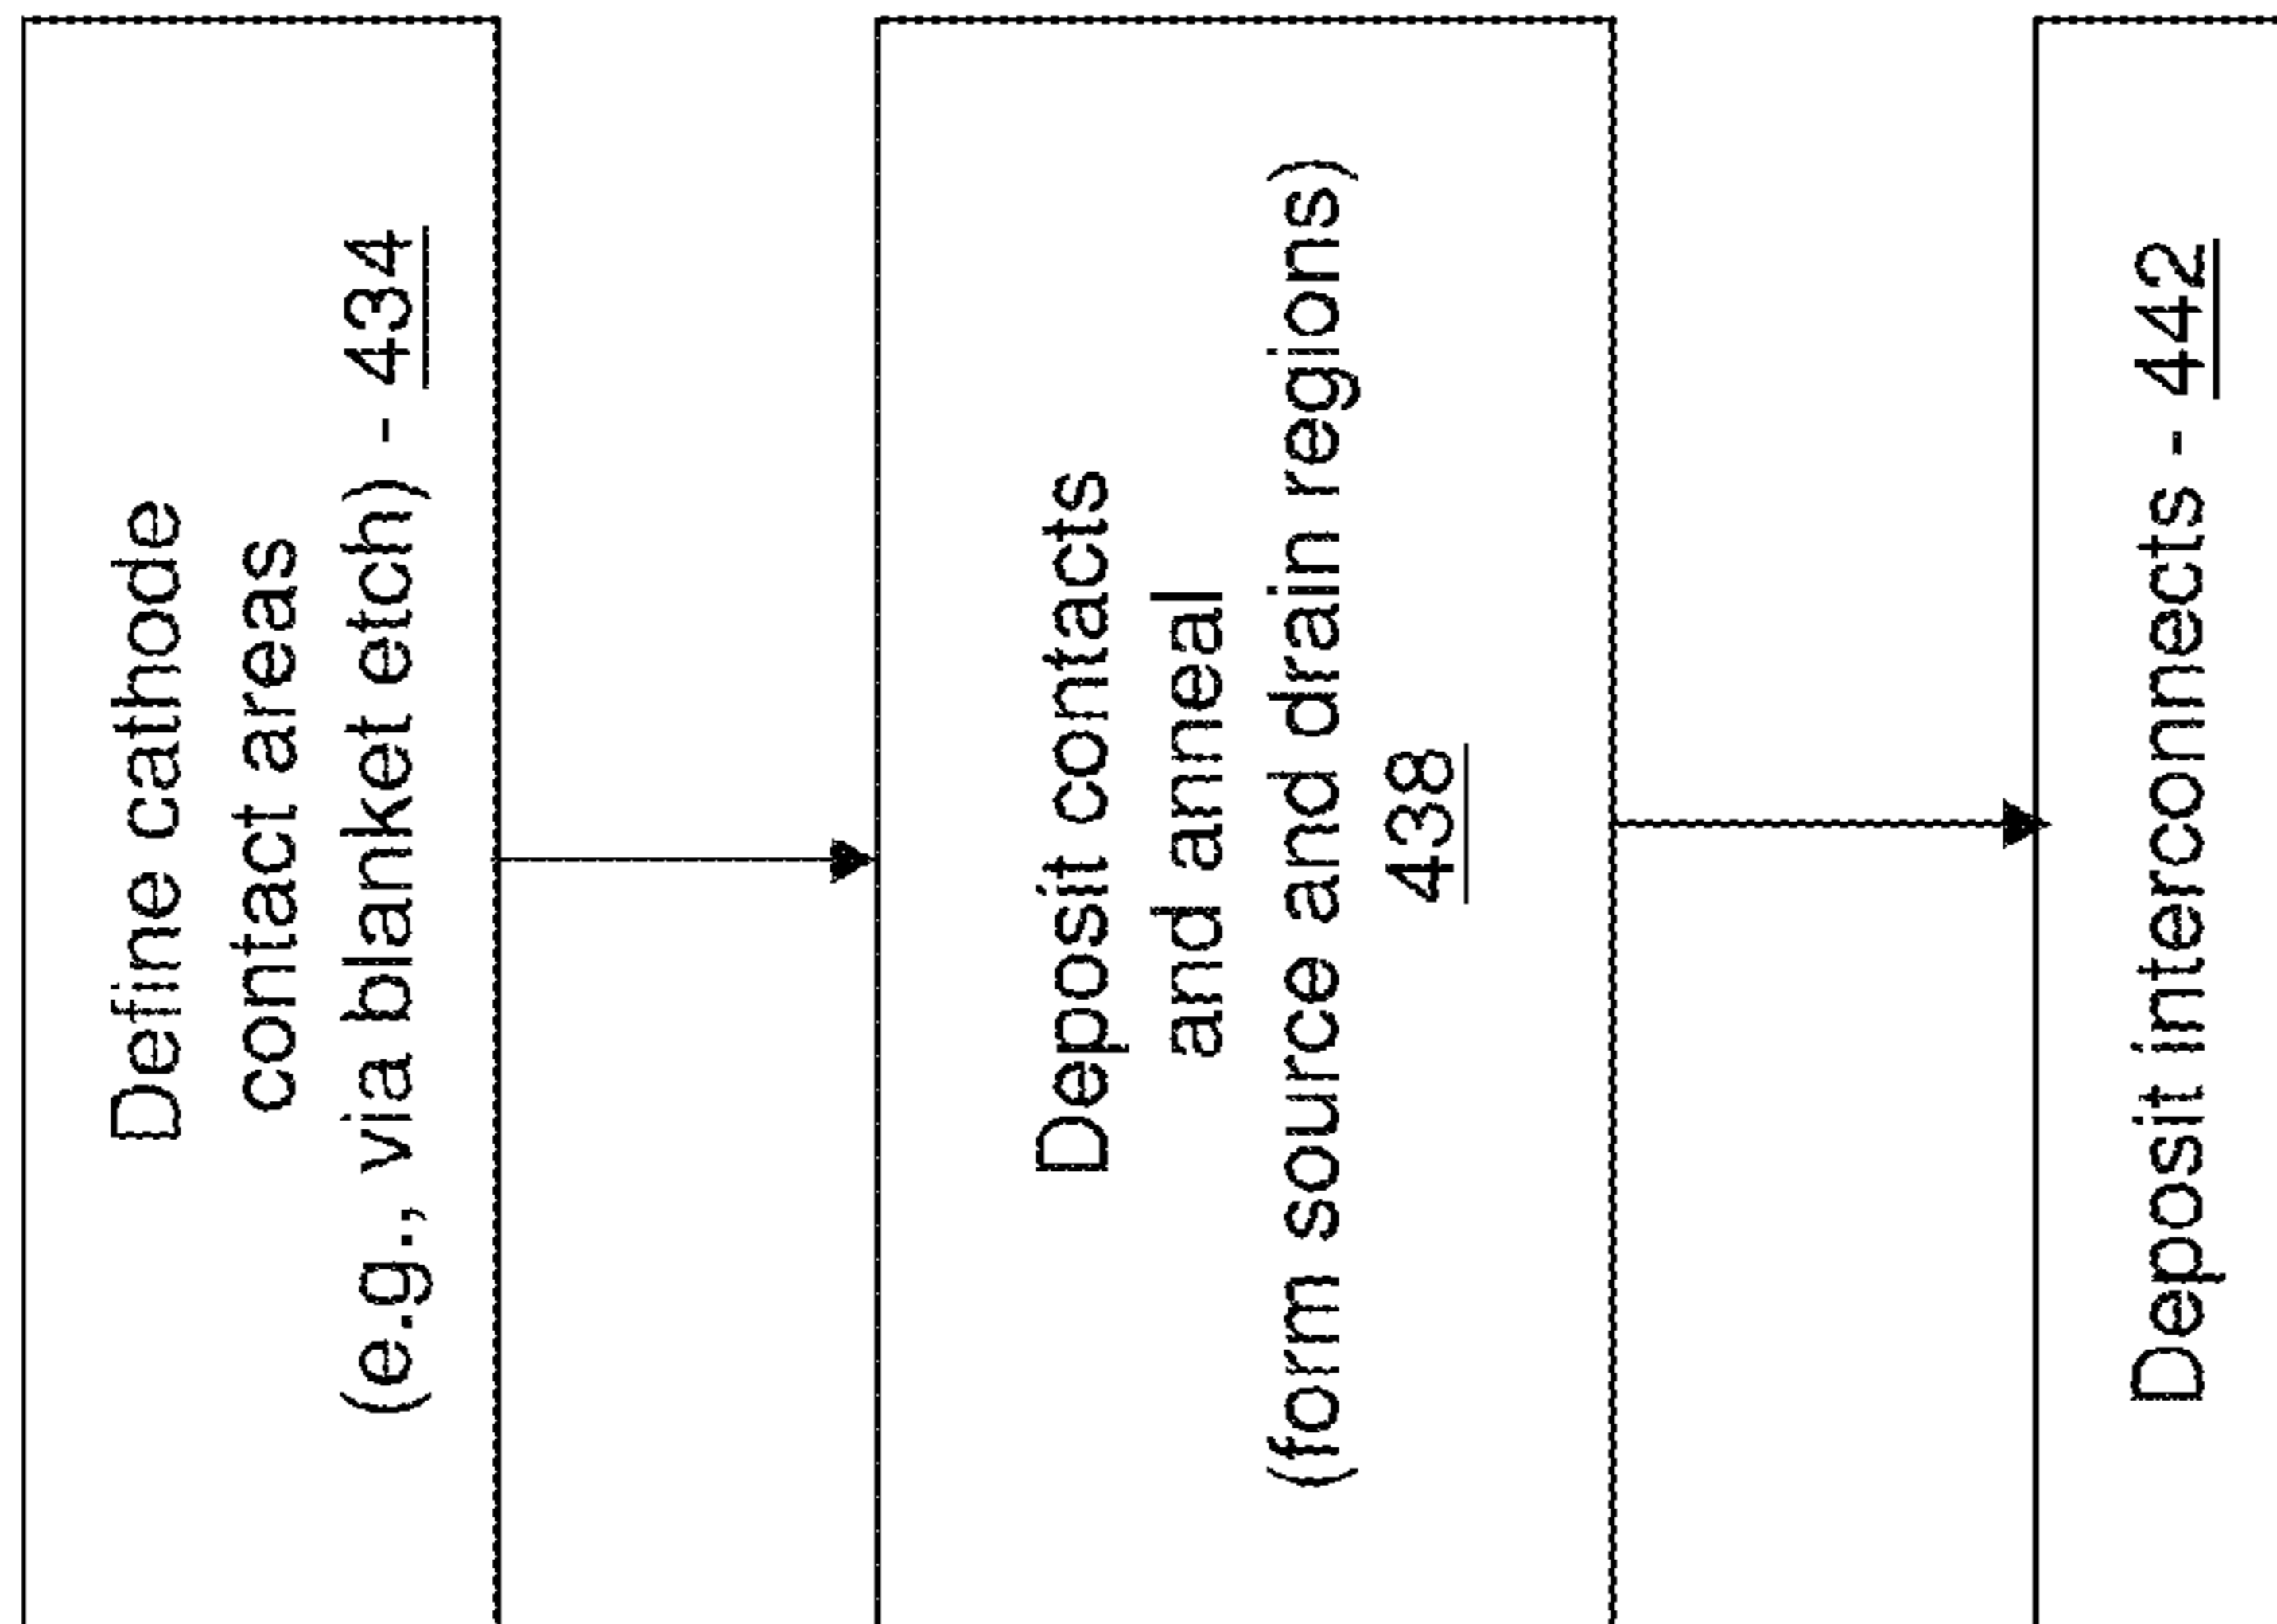 Define cathode
contact areas
(e.g., via blanket etch) - 434
Deposit contacts
and anneal
(form source and drain regions)
438
Deposit interconnects - 442